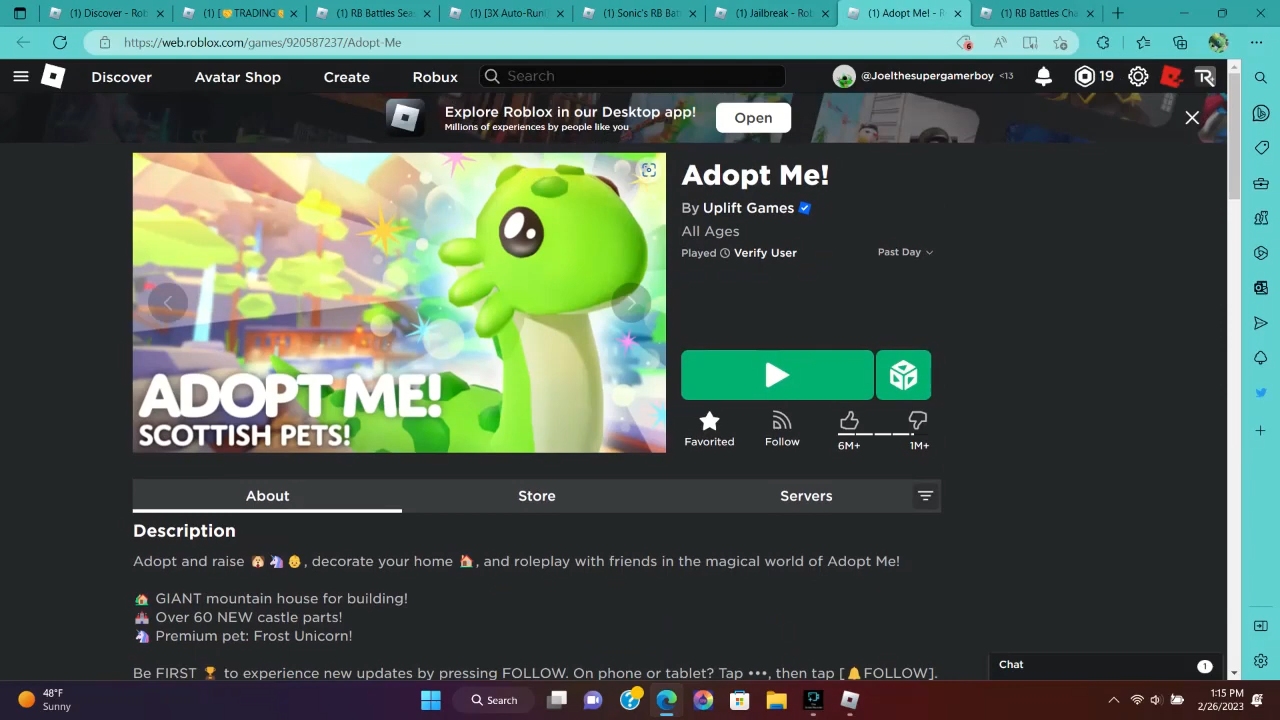 (1) Discover - Rob
(1) [🤝TRADING🤝
(1) RB Battles Sea
(1) [3X Auto-Runn
(1) Sonic's RB Bat
(1) Jailbreak - Rob
(1) Adopt Me! - R
(1) RB Battles Cha
https://web.roblox.com/games/920587237/Adopt-Me
6
Discover
Avatar Shop
Create
Robux
Search
@Joelthesupergamerboy <13
19
Explore Roblox in our Desktop app!
Millions of experiences by people like you
Open
ADOPT ME!
SCOTTISH PETS!
Adopt Me!
By Uplift Games
All Ages
Played Verify User
Past Day
Favorited
Follow
6M+
1M+
About
Store
Servers
Description
Adopt and raise 🐶 🦄 👶, decorate your home 🏠, and roleplay with friends in the magical world of Adopt Me!
🏠 GIANT mountain house for building!
🏰 Over 60 NEW castle parts!
🦄 Premium pet: Frost Unicorn!
Be FIRST 🏆 to experience new updates by pressing FOLLOW. On phone or tablet? Tap •••, then tap [🔔FOLLOW].
Chat
1
48°F
Sunny
Search
1:15 PM
2/26/2023